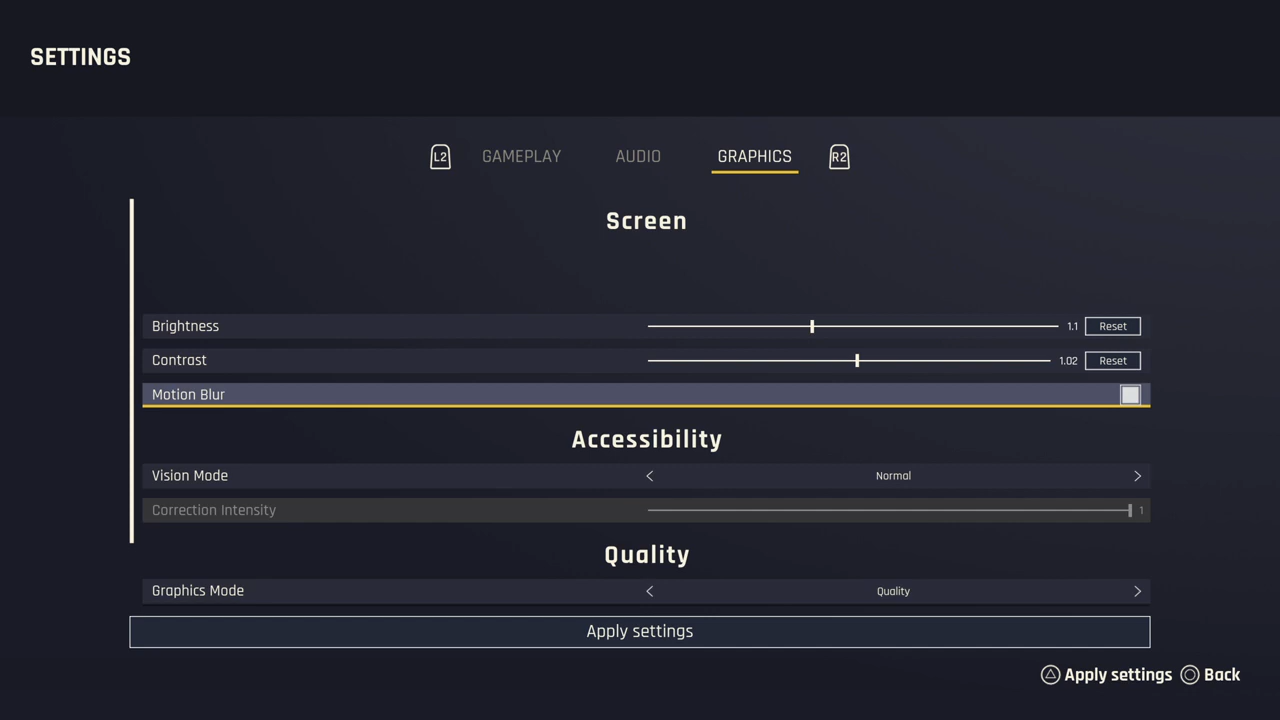 SETTINGS
L2 GAMEPLAY AUDIO GRAPHICS R2
Screen
Brightness 1.1 Reset
Contrast 1.02 Reset
Motion Blur
Accessibility
Vision Mode Normal
Correction Intensity 1
Quality
Graphics Mode Quality
Apply settings
Apply settings Back